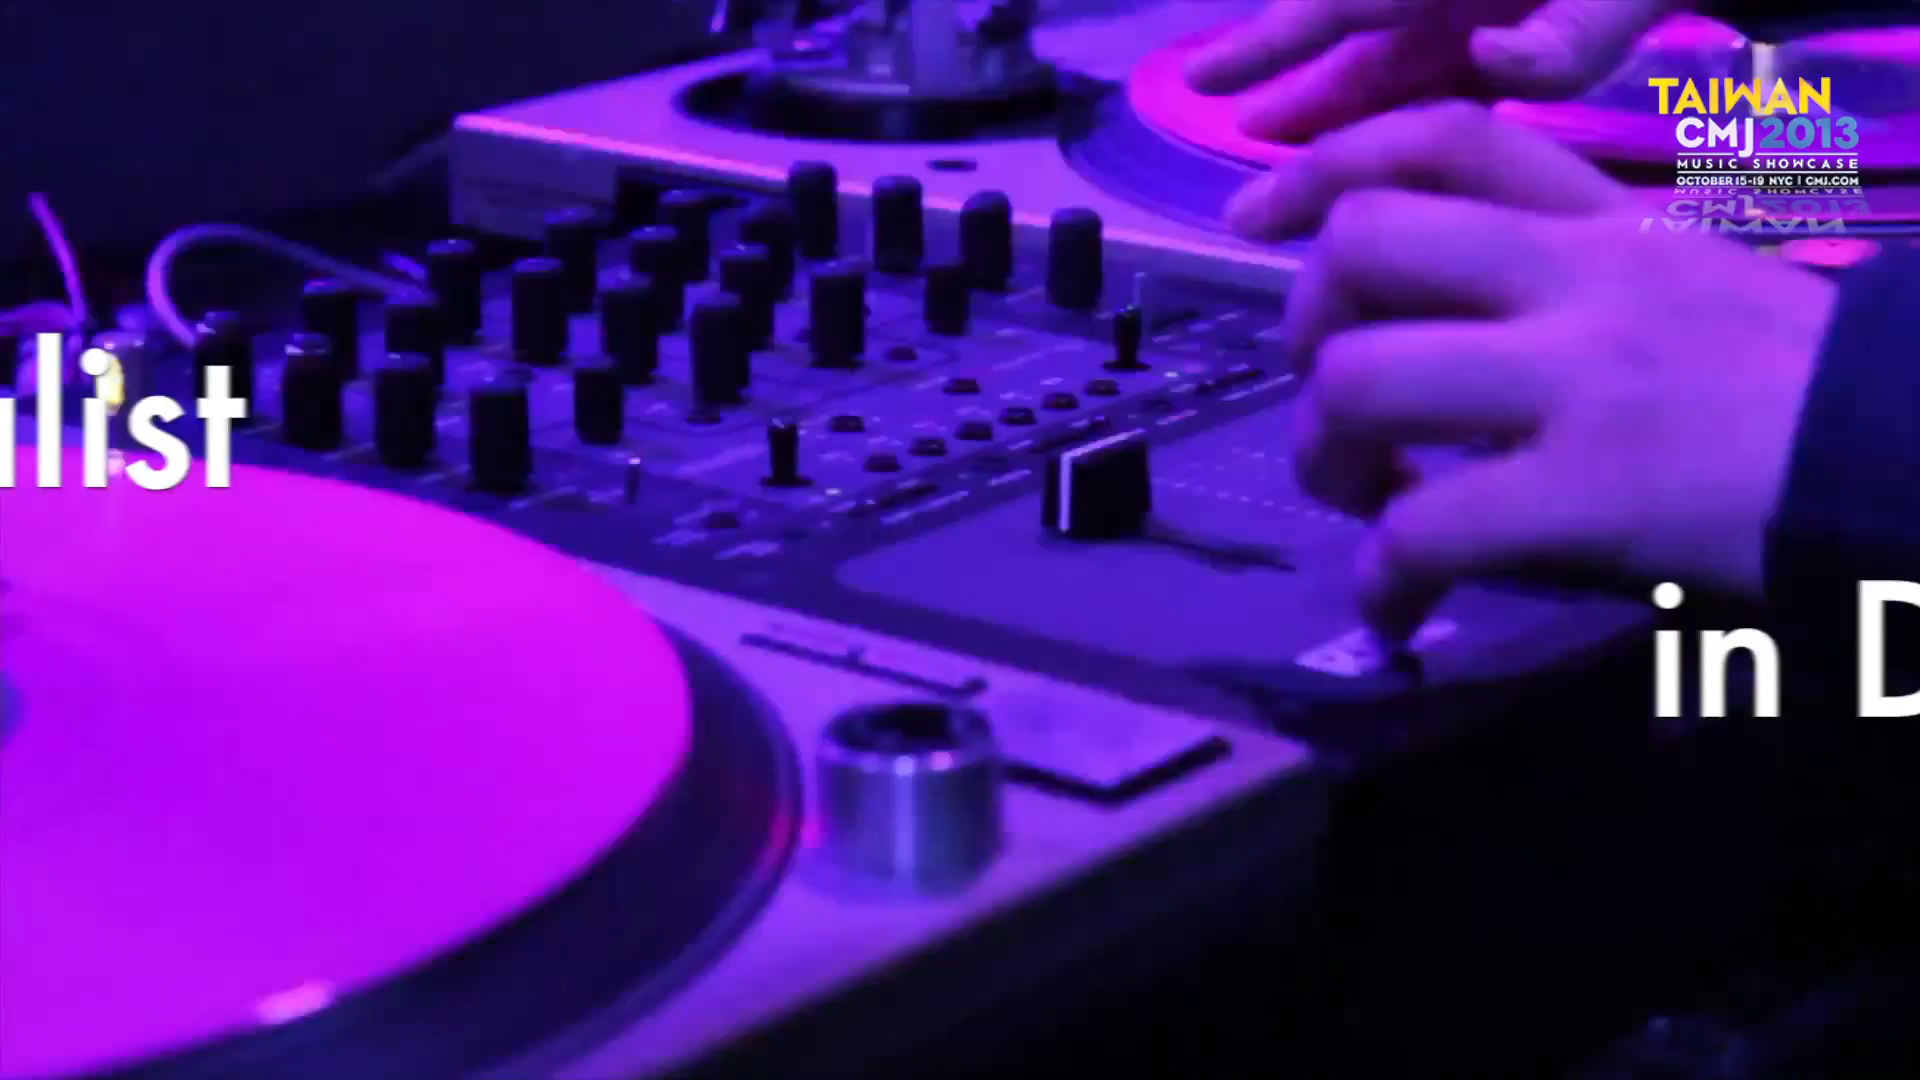 TAIWAN
CMJ 2013
MUSIC SHOWCASE
OCTOBER 15-19 NYC | CMJ.COM
list
in D